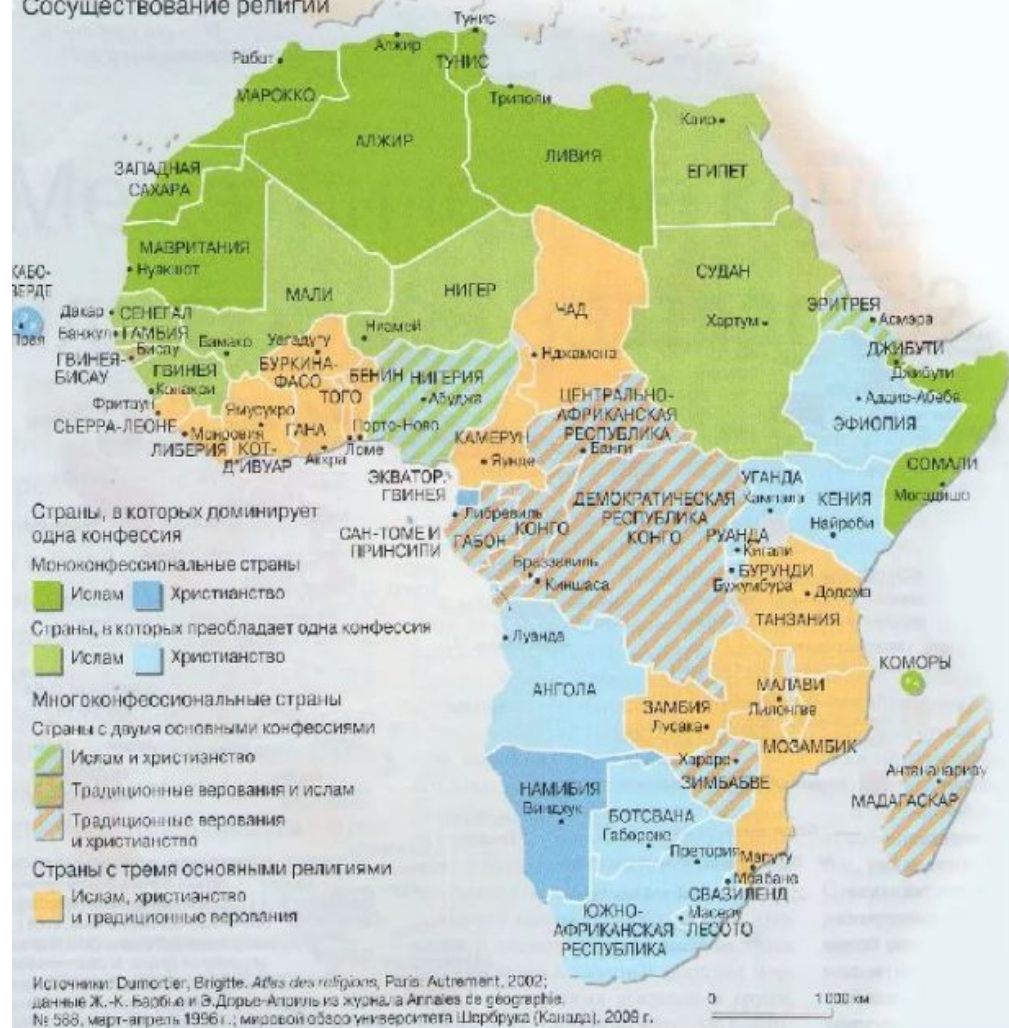 Сосуществование религий
Тунис
Алжир
Рабат
ТУНИС
МАРОККО
Триполи
Каир
АЛЖИР
ЛИВИЯ
ЕГИПЕТ
ЗАПАДНАЯ
САХАРА
МАВРИТАНИЯ
Нуакшот
КАБО-
ВЕРДЕ
Прая
МАЛИ
НИГЕР
ЧАД
СУДАН
Хартум
ЭРИТРЕЯ
Асмэра
Дакар
СЕНЕГАЛ
Банжул
ГАМБИЯ
Бисау
Бамако
Уагадугу
Ниамей
Нджамена
ДЖИБУТИ
Джибути
ГВИНЕЯ-
БИСАУ
ГВИНЕЯ
Конакри
БУРКИНА-
ФАСО
БЕНИН
НИГЕРИЯ
Абуджа
Аддис-Абеба
ЭФИОПИЯ
Фритаун
СЬЕРРА-ЛЕОНЕ
Ямусукро
ТОГО
ГАНА
Порто-Ново
ЦЕНТРАЛЬНО-
АФРИКАНСКАЯ
РЕСПУБЛИКА
Банги
Монровия
ЛИБЕРИЯ
КОТ-
Д'ИВУАР
Аккра
Ломе
КАМЕРУН
Яунде
СОМАЛИ
Могадишо
ЭКВАТОР.
ГВИНЕЯ
Либревиль
УГАНДА
Кампала
КЕНИЯ
Найроби
САН-ТОМЕ И
ПРИНСИПИ
ГАБОН
КОНГО
ДЕМОКРАТИЧЕСКАЯ
РЕСПУБЛИКА
КОНГО
РУАНДА
Кигали
БУРУНДИ
Бужумбура
Браззавиль
Киншаса
Додома
ТАНЗАНИЯ
Луанда
АНГОЛА
КОМОРЫ
ЗАМБИЯ
Лусака
МАЛАВИ
Лилонгве
МОЗАМБИК
Хараре
ЗИМБАБВЕ
Антананариву
МАДАГАСКАР
НАМИБИЯ
Виндхук
БОТСВАНА
Габороне
Претория
Мапуту
Мбабане
СВАЗИЛЕНД
Масеру
ЛЕСОТО
ЮЖНО-
АФРИКАНСКАЯ
РЕСПУБЛИКА
Страны, в которых доминирует
одна конфессия
Моноконфессиональные страны
Ислам Христианство
Страны, в которых преобладает одна конфессия
Ислам Христианство
Многоконфессиональные страны
Страны с двумя основными конфессиями
Ислам и христианство
Традиционные верования и ислам
Традиционные верования
и христианство
Страны с тремя основными религиями
Ислам, христианство
и традиционные верования
Источники: Dumortier, Brigitte. Atlas des religions, Paris: Autrement, 2002;
данные Ж.-К. Барбье и Э.Дорье-Априль из журнала Annales de géographie,
№ 588, март-апрель 1996 г.; мировой обзор университета Шербрука (Канада), 2009 г.
0 1 000 км